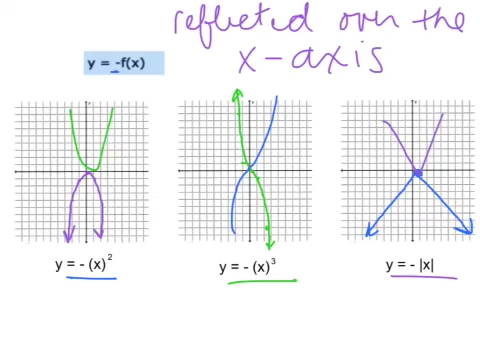 reflected over the
x-axis
y = -f(x)
y = - (x)²
y = - (x)³
y = - |x|